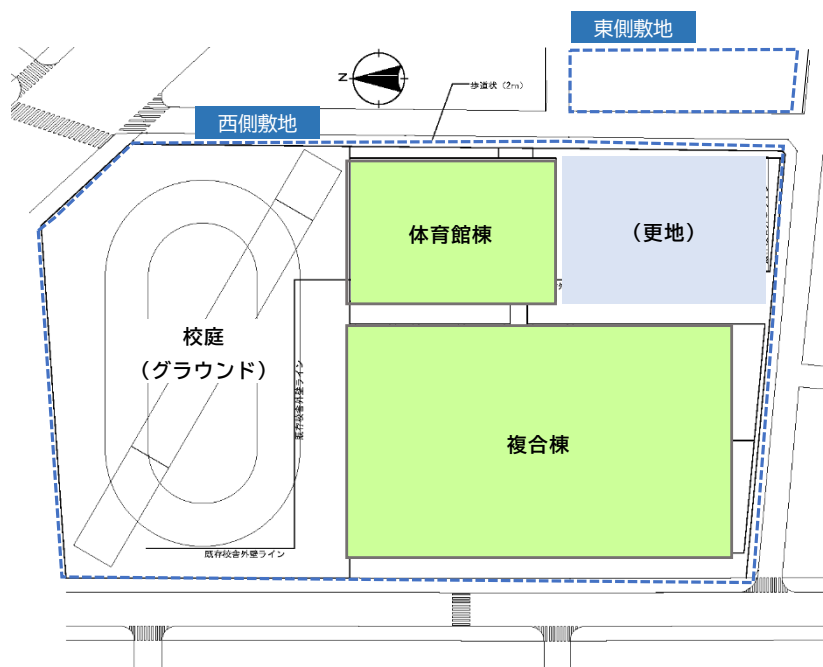 東側敷地
N
歩道状（2m）
西側敷地
体育館棟
（更地）
校庭
（グラウンド）
既存校舎外壁ライン
複合棟
既存校舎外壁ライン